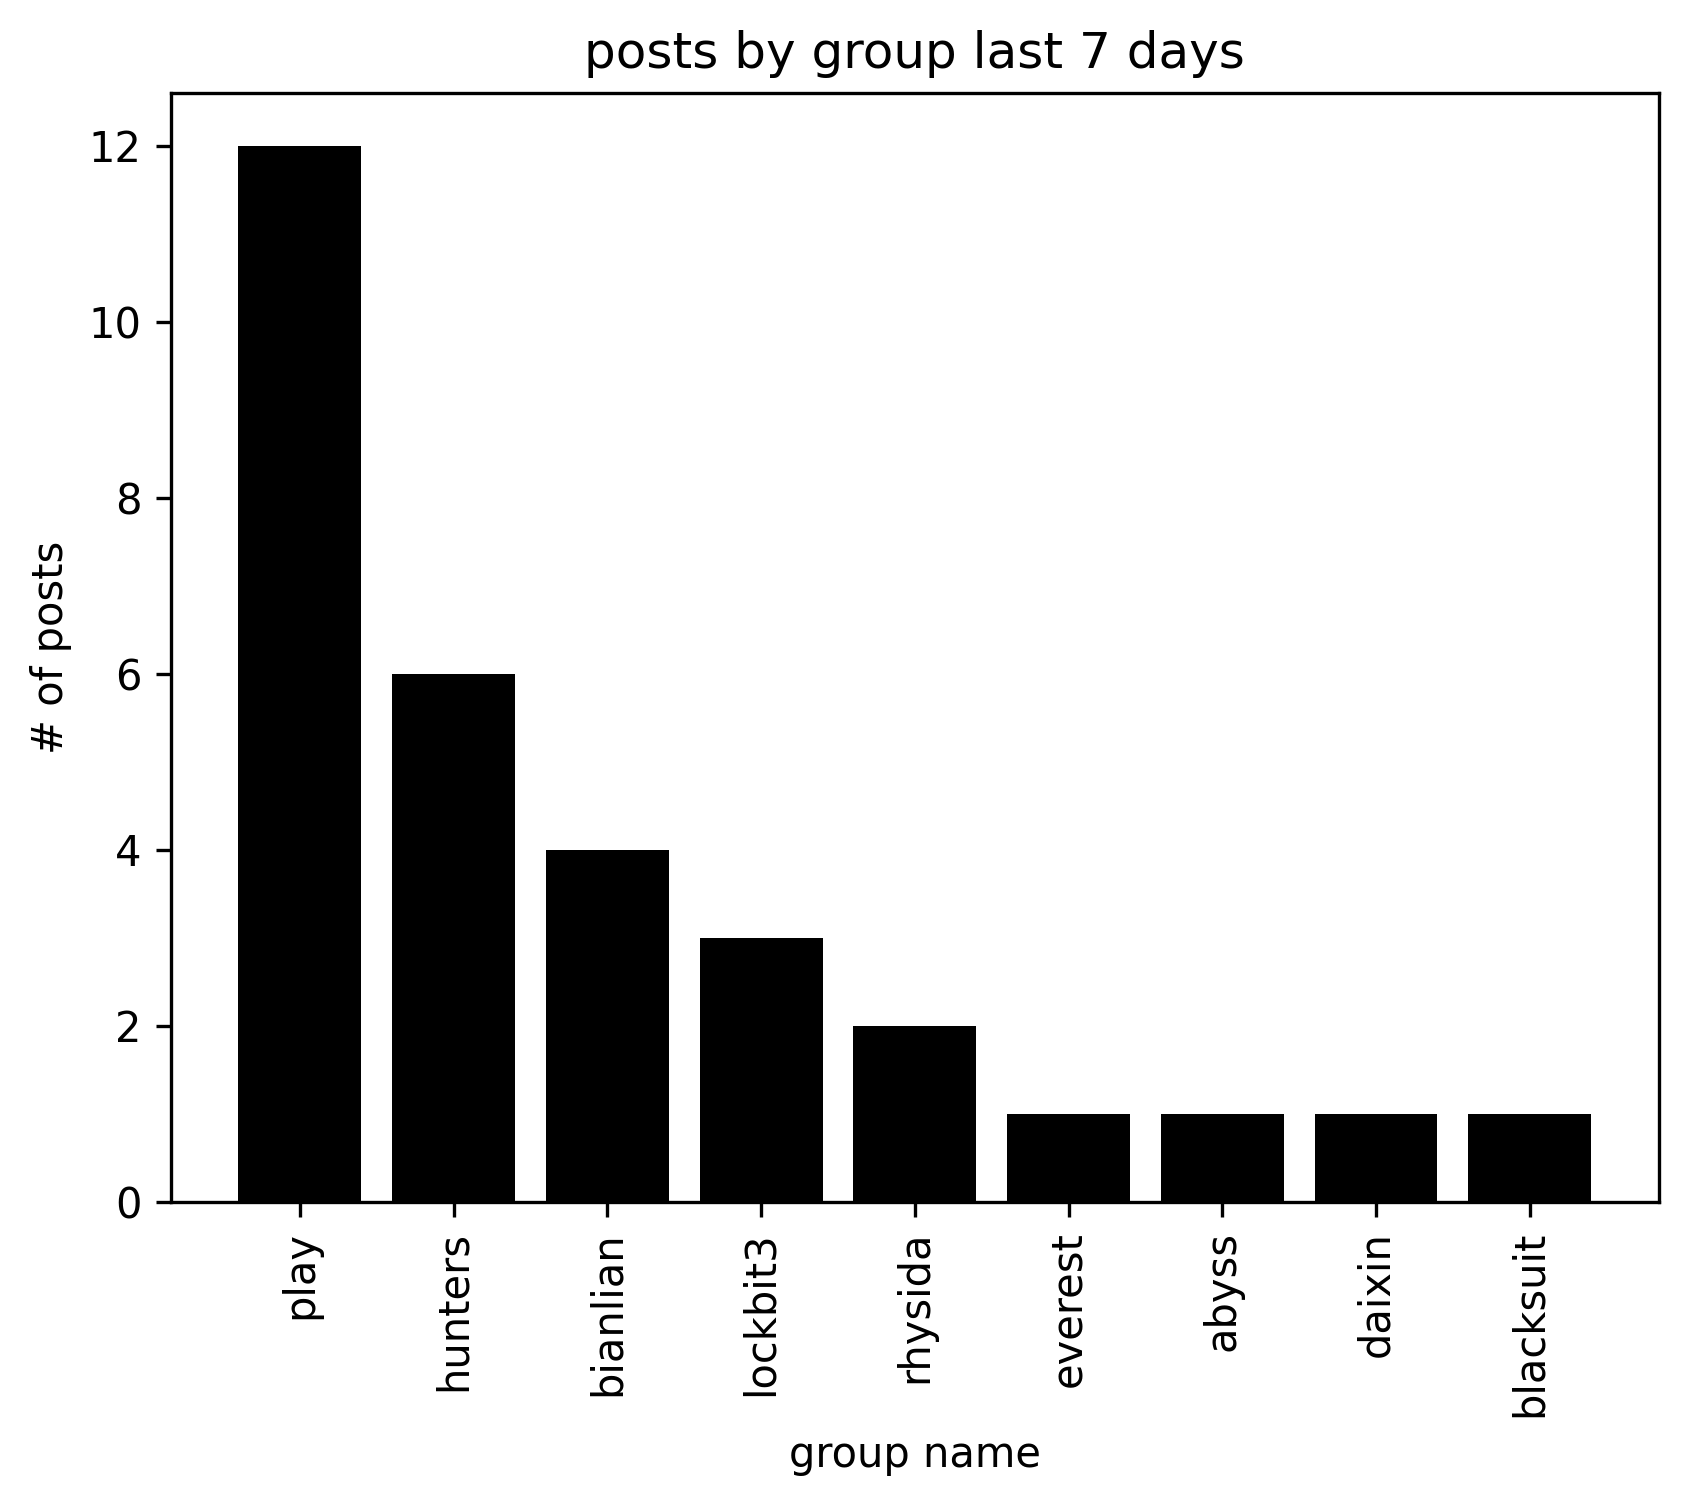 posts by group last 7 days
12
10
8
6
4
2
0
# of posts
play
hunters
bianlian
lockbit3
rhysida
everest
abyss
daixin
blacksuit
group name